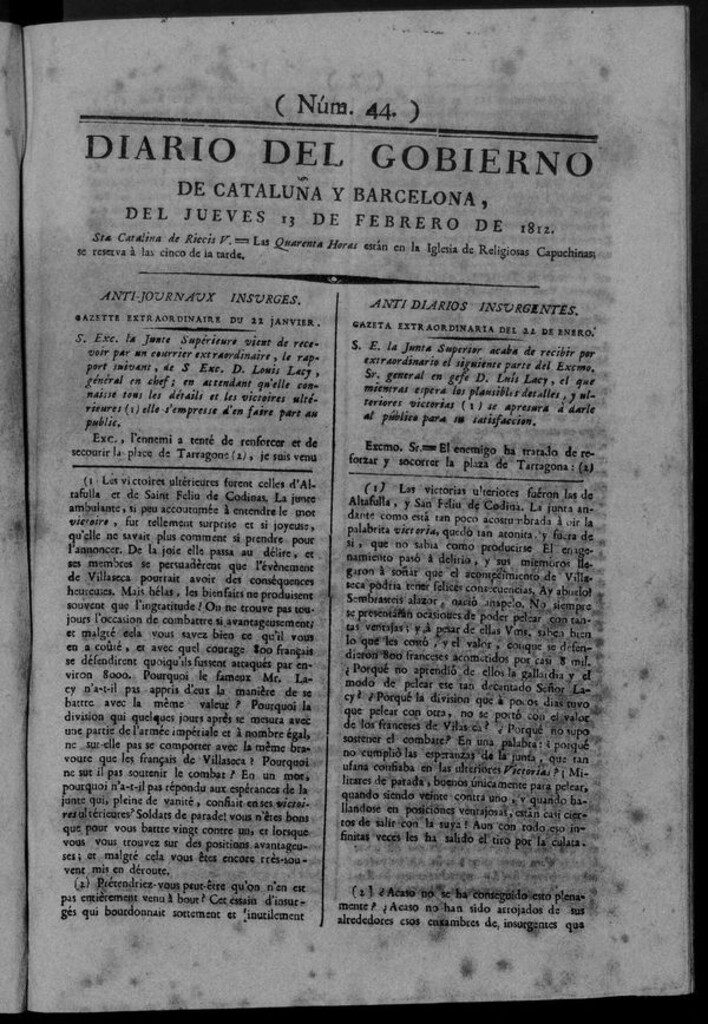 ( Núm. 44. )
DIARIO DEL GOBIERNO
DE CATALUÑA Y BARCELONA,
DEL JUEVES 13 DE FEBRERO DE 1812.
Sta Catalina de Riccis V. = Las Quarenta Horas están en la Iglesia de Religiosas Capuchinas;
se reserva à las cinco de la tarde.
ANTI-JOURNAUX INSURGES.
GAZETTE EXTRAORDINAIRE DU 22 JANVIER.
S. Exc. la Junte Supérieure vient de rece-
voir par un courrier extraordinaire, le rap-
port suivant, de S Exc. D. Louis Lacy,
général en chef; en attendant qu'elle con-
naisse tous les détails et les victoires ulté-
rieures (1) elle s'empresse d'en faire part au
public.
Exc., l'ennemi a tenté de renforcer et de
secourir la place de Tarragone (2), je suis venu
(1 Les victoires ultérieures furent celles d'Al-
tafulla et de Saint Feliu de Codinas. La junte
ambulante, si peu accoutumée à entendre le mot
victoire, fut tellement surprise et si joyeuse,
qu'elle ne savait plus comment si prendre pour
l'annoncer. De la joie elle passa au délire, et
ses membres se persuadèrent que l'évènement
de Villaseca pourrait avoir des conséquences
heureuses. Mais hélas, les bienfaits ne produisent
souvent que l'ingratitude! On ne trouve pas tou-
jours l'occasion de combattre si avantageusement,
et malgré cela vous savez bien ce qu'il vous
en a coûté, et avec quel courage 800 français
se défendirent quoiqu'ils fussent attaqués par en-
viron 8000. Pourquoi le fameux Mr. La-
cy n'a-t-il pas appris d'eux la manière de se
battre avec la même valeur? Pourquoi la
division qui quelques jours après se mesura avec
une partie de l'armée impériale et à nombre égal,
ne sur-elle pas se comporter avec la même bra-
voure que les français de Villaseca? Pourquoi
ne sut il pas soutenir le combat? En un mot,
pourquoi n'a-t-il pas répondu aux espérances de la
junte qui, pleine de vanité, confiait en ses victoi-
res ultérieures? Soldats de parade! vous n'êtes bons
que pour vous battre vingt contre un, et lorsque
vous vous trouvez sur des positions avantageu-
ses; et malgré cela vous êtes encore très-sou-
vent mis en déroute.
(2) Prétendriez-vous peut-être qu'on n'en est
pas entièrement venu à bout? Cet essain d'insur-
gés qui bourdonnait sottement et inutilement
ANTI DIARIOS INSURGENTES.
GAZETA EXTRAORDINARIA DEL 22 DE ENERO.
S. E. la Junta Superior acaba de recibir por
extraordinario el siguiente parte del Excmo.
Sr. general en gefe D. Luis Lacy, el que
mientras espera los plausibles detalles, y ul-
teriores victorias (1) se apresura à darle
al público para su satisfaccion.
Excmo. Sr.= El enemigo ha tratado de re-
forzar y socorrer la plaza de Tarragona: (2)
(1) Las victorias ulteriores fuéron las de
Altafulla, y San Feliu de Codina. La junta an-
dante como está tan poco acostumbrada à oir la
palabrita victoria, quedó tan atonita, y fuera de
si, que no sabia como producirse El enage-
namiento pasó à delirio, y sus miembros lle-
garon à soñar que el acontecimiento de Villa-
seca podria tener felices consecuencias, Ay abuelo!
Sembrasteis alazor, nació anapelo. No siempre
se presentarán ocasiones de poder pelear con tan-
tas ventajas; y à pesar de ellas Vms. saben bien
lo que les costó, y el valor, conque se defen-
dieron 800 franceses acometidos por casi 8 mil.
¿Porqué no aprendió de ellos la gallardia y el
modo de pelear ese tan decantado Señor La-
cy? ¿Porqué la division que à pocos dias tuvo
que pelear con otra, no se portó con el valor
de los franceses de Vilaseca? ¿Porqué no supo
sostener el combate? En una palabra: ¿ porqué
no cumplió las esperanzas de la junta, que tan
ufana confiaba en las ulteriores Victorias? ¡ Mi-
litares de parada, buenos únicamente para pelear,
quando siendo veinte contra uno, y quando ha-
llandose en posiciones ventajosas, están casi cier-
tos de salir con la suya! Aun con todo eso in-
finitas veces les ha salido el tiro por la culata.
(2) ¿Acaso no se ha conseguido esto plena-
mente? ¿Acaso no han sido arrojados de sus
alrededores esos enxambres de insurgentes que